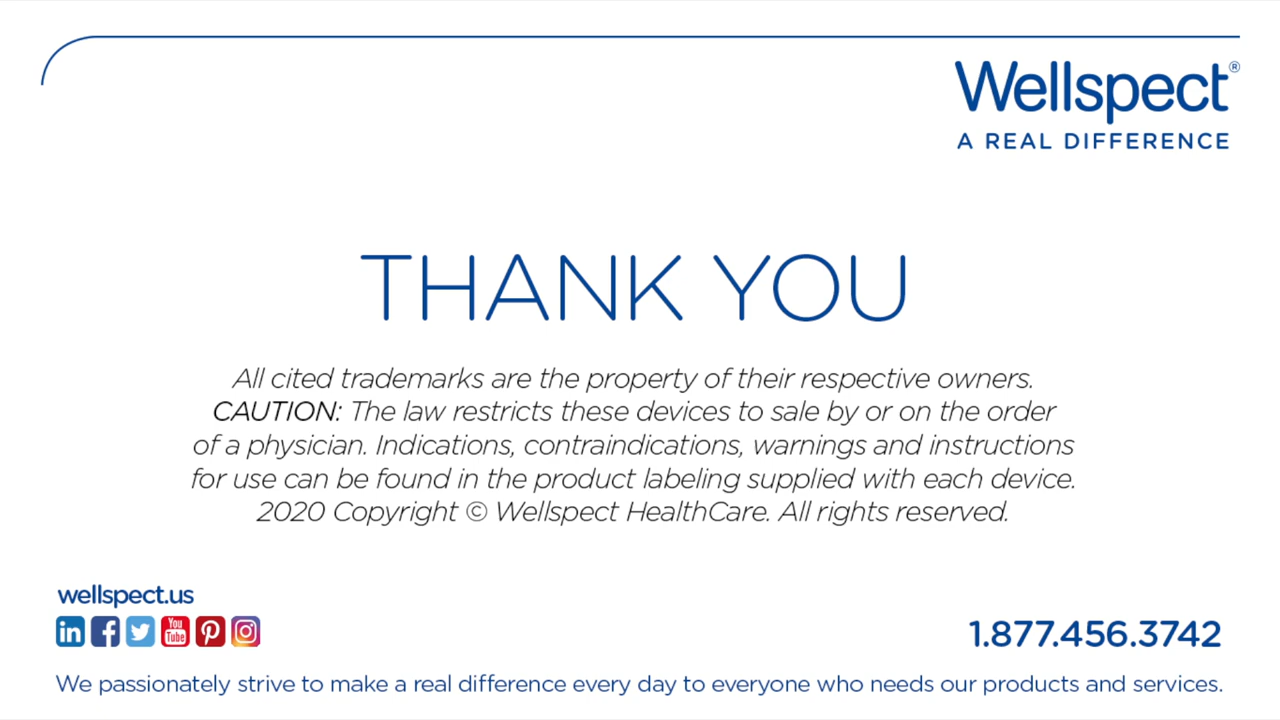 Wellspect®
A REAL DIFFERENCE
THANK YOU
All cited trademarks are the property of their respective owners.
CAUTION: The law restricts these devices to sale by or on the order
of a physician. Indications, contraindications, warnings and instructions
for use can be found in the product labeling supplied with each device.
2020 Copyright © Wellspect HealthCare. All rights reserved.
wellspect.us
in f You Tube
1.877.456.3742
We passionately strive to make a real difference every day to everyone who needs our products and services.